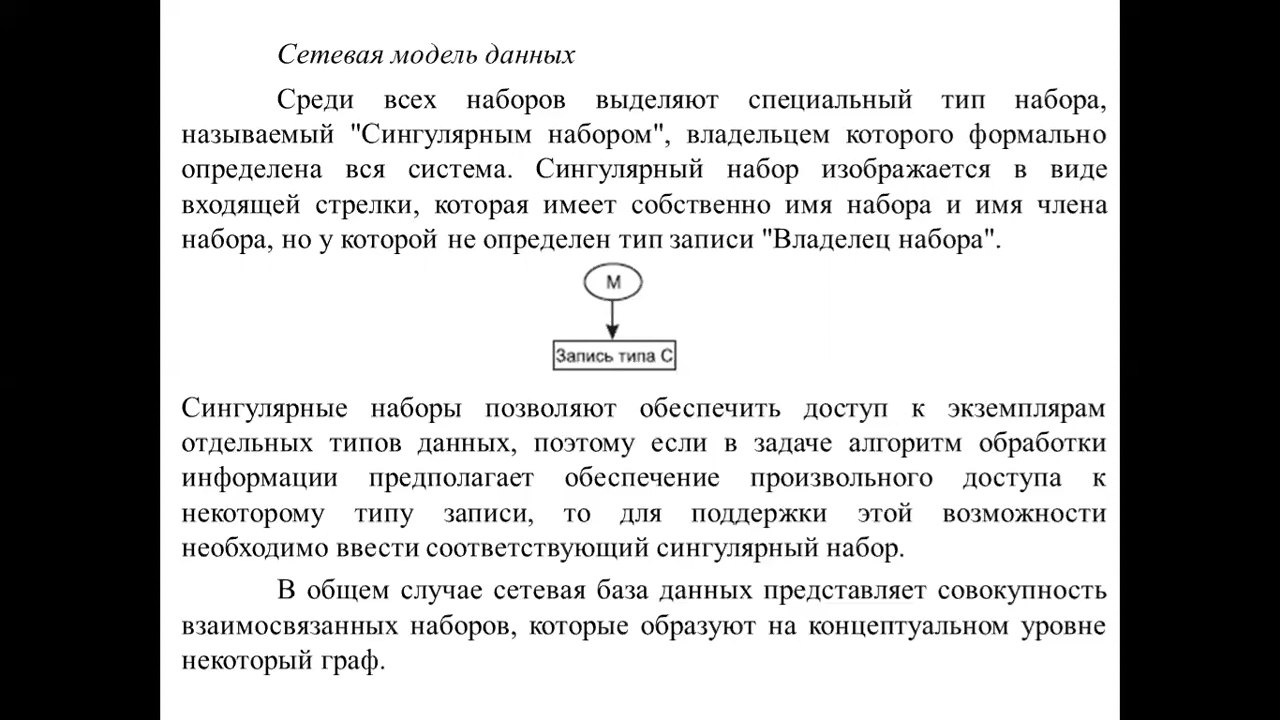 Сетевая модель данных
Среди всех наборов выделяют специальный тип набора,
называемый "Сингулярным набором", владельцем которого формально
определена вся система. Сингулярный набор изображается в виде
входящей стрелки, которая имеет собственно имя набора и имя члена
набора, но у которой не определен тип записи "Владелец набора".
М
Запись типа С
Сингулярные наборы позволяют обеспечить доступ к экземплярам
отдельных типов данных, поэтому если в задаче алгоритм обработки
информации предполагает обеспечение произвольного доступа к
некоторому типу записи, то для поддержки этой возможности
необходимо ввести соответствующий сингулярный набор.
В общем случае сетевая база данных представляет совокупность
взаимосвязанных наборов, которые образуют на концептуальном уровне
некоторый граф.